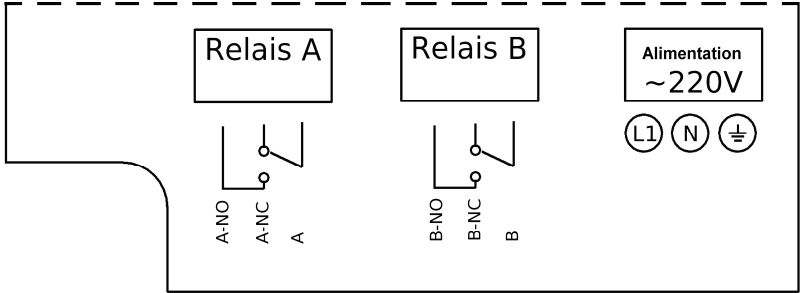 Relais A
Relais B
Alimentation
~220V
L1
N
A-NO
A-NC
A
B-NO
B-NC
B